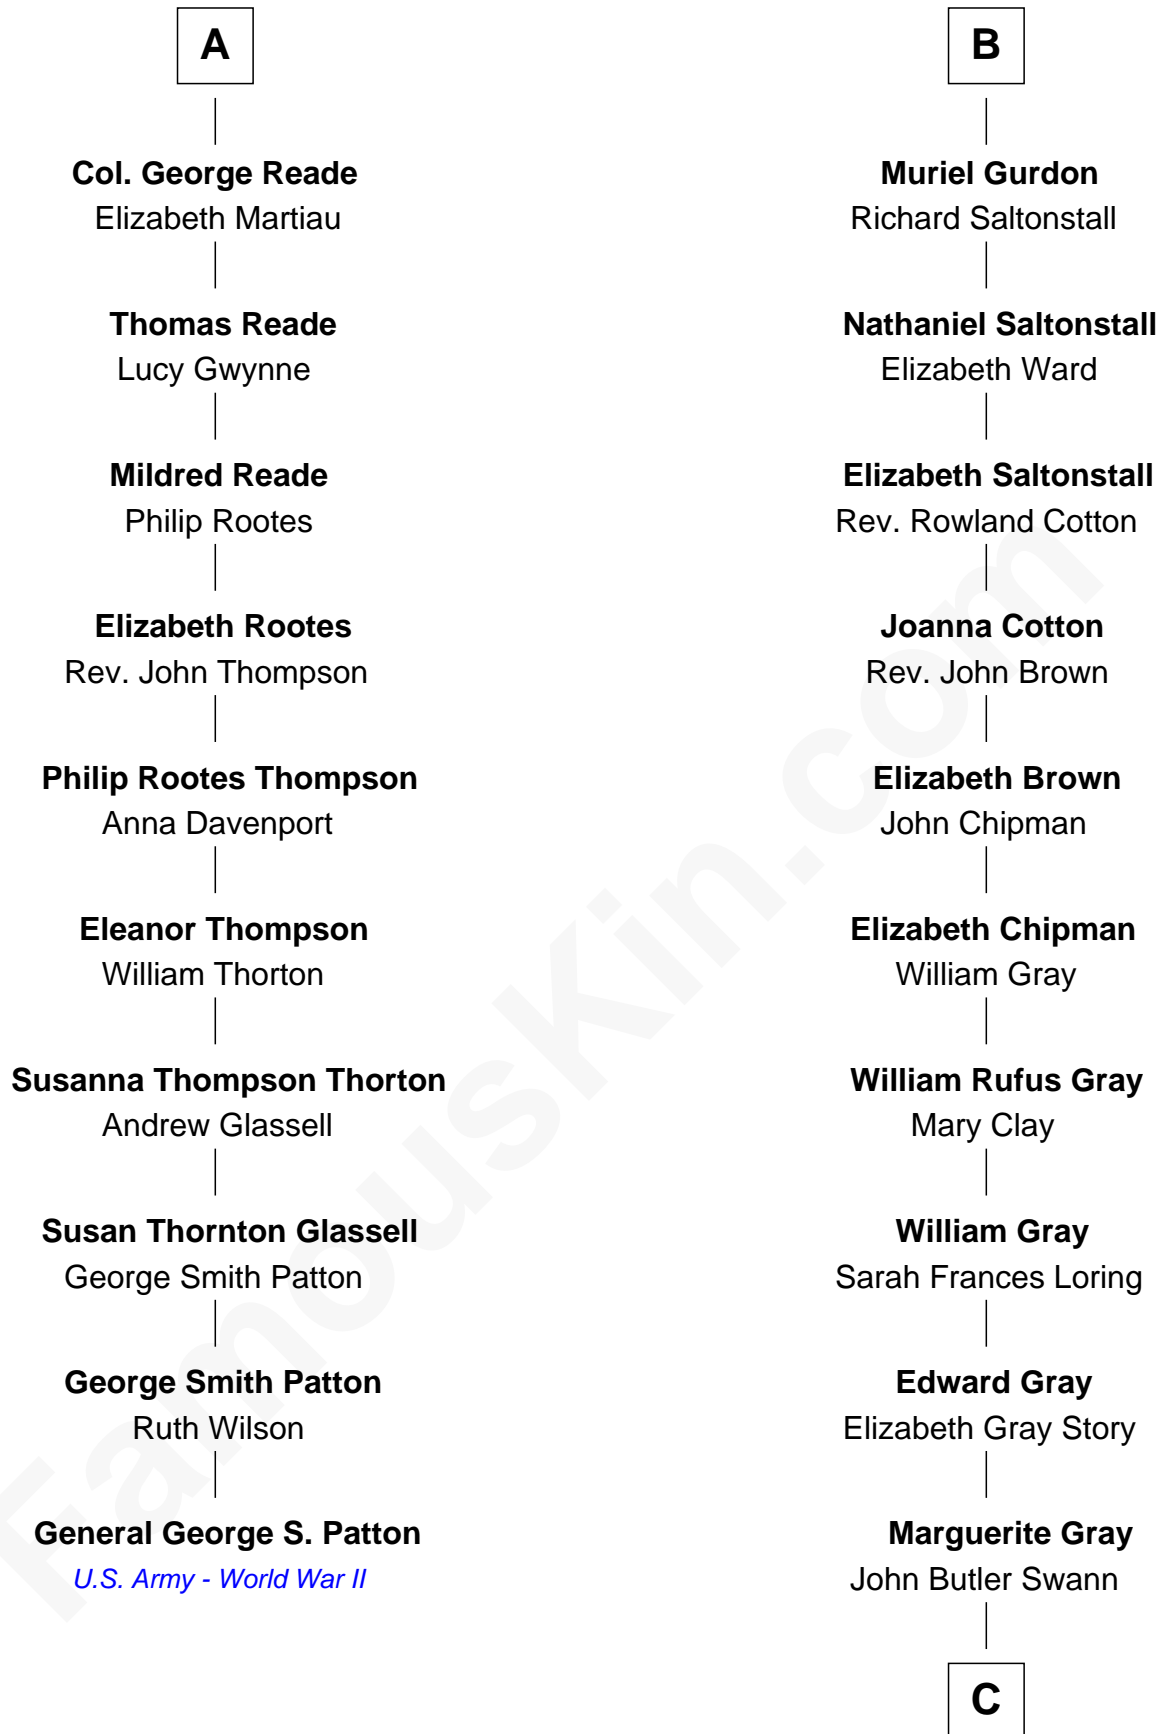 A
Col. George Reade
Elizabeth Martiau
Thomas Reade
Lucy Gwynne
Mildred Reade
Philip Rootes
Elizabeth Rootes
Rev. John Thompson
Philip Rootes Thompson
Anna Davenport
Eleanor Thompson
William Thorton
Susanna Thompson Thorton
Andrew Glassell
Susan Thornton Glassell
George Smith Patton
George Smith Patton
Ruth Wilson
General George S. Patton
U.S. Army - World War II
B
Muriel Gurdon
Richard Saltonstall
Nathaniel Saltonstall
Elizabeth Ward
Elizabeth Saltonstall
Rev. Rowland Cotton
Joanna Cotton
Rev. John Brown
Elizabeth Brown
John Chipman
Elizabeth Chipman
William Gray
William Rufus Gray
Mary Clay
William Gray
Sarah Frances Loring
Edward Gray
Elizabeth Gray Story
Marguerite Gray
John Butler Swann
C
FamousKin.com